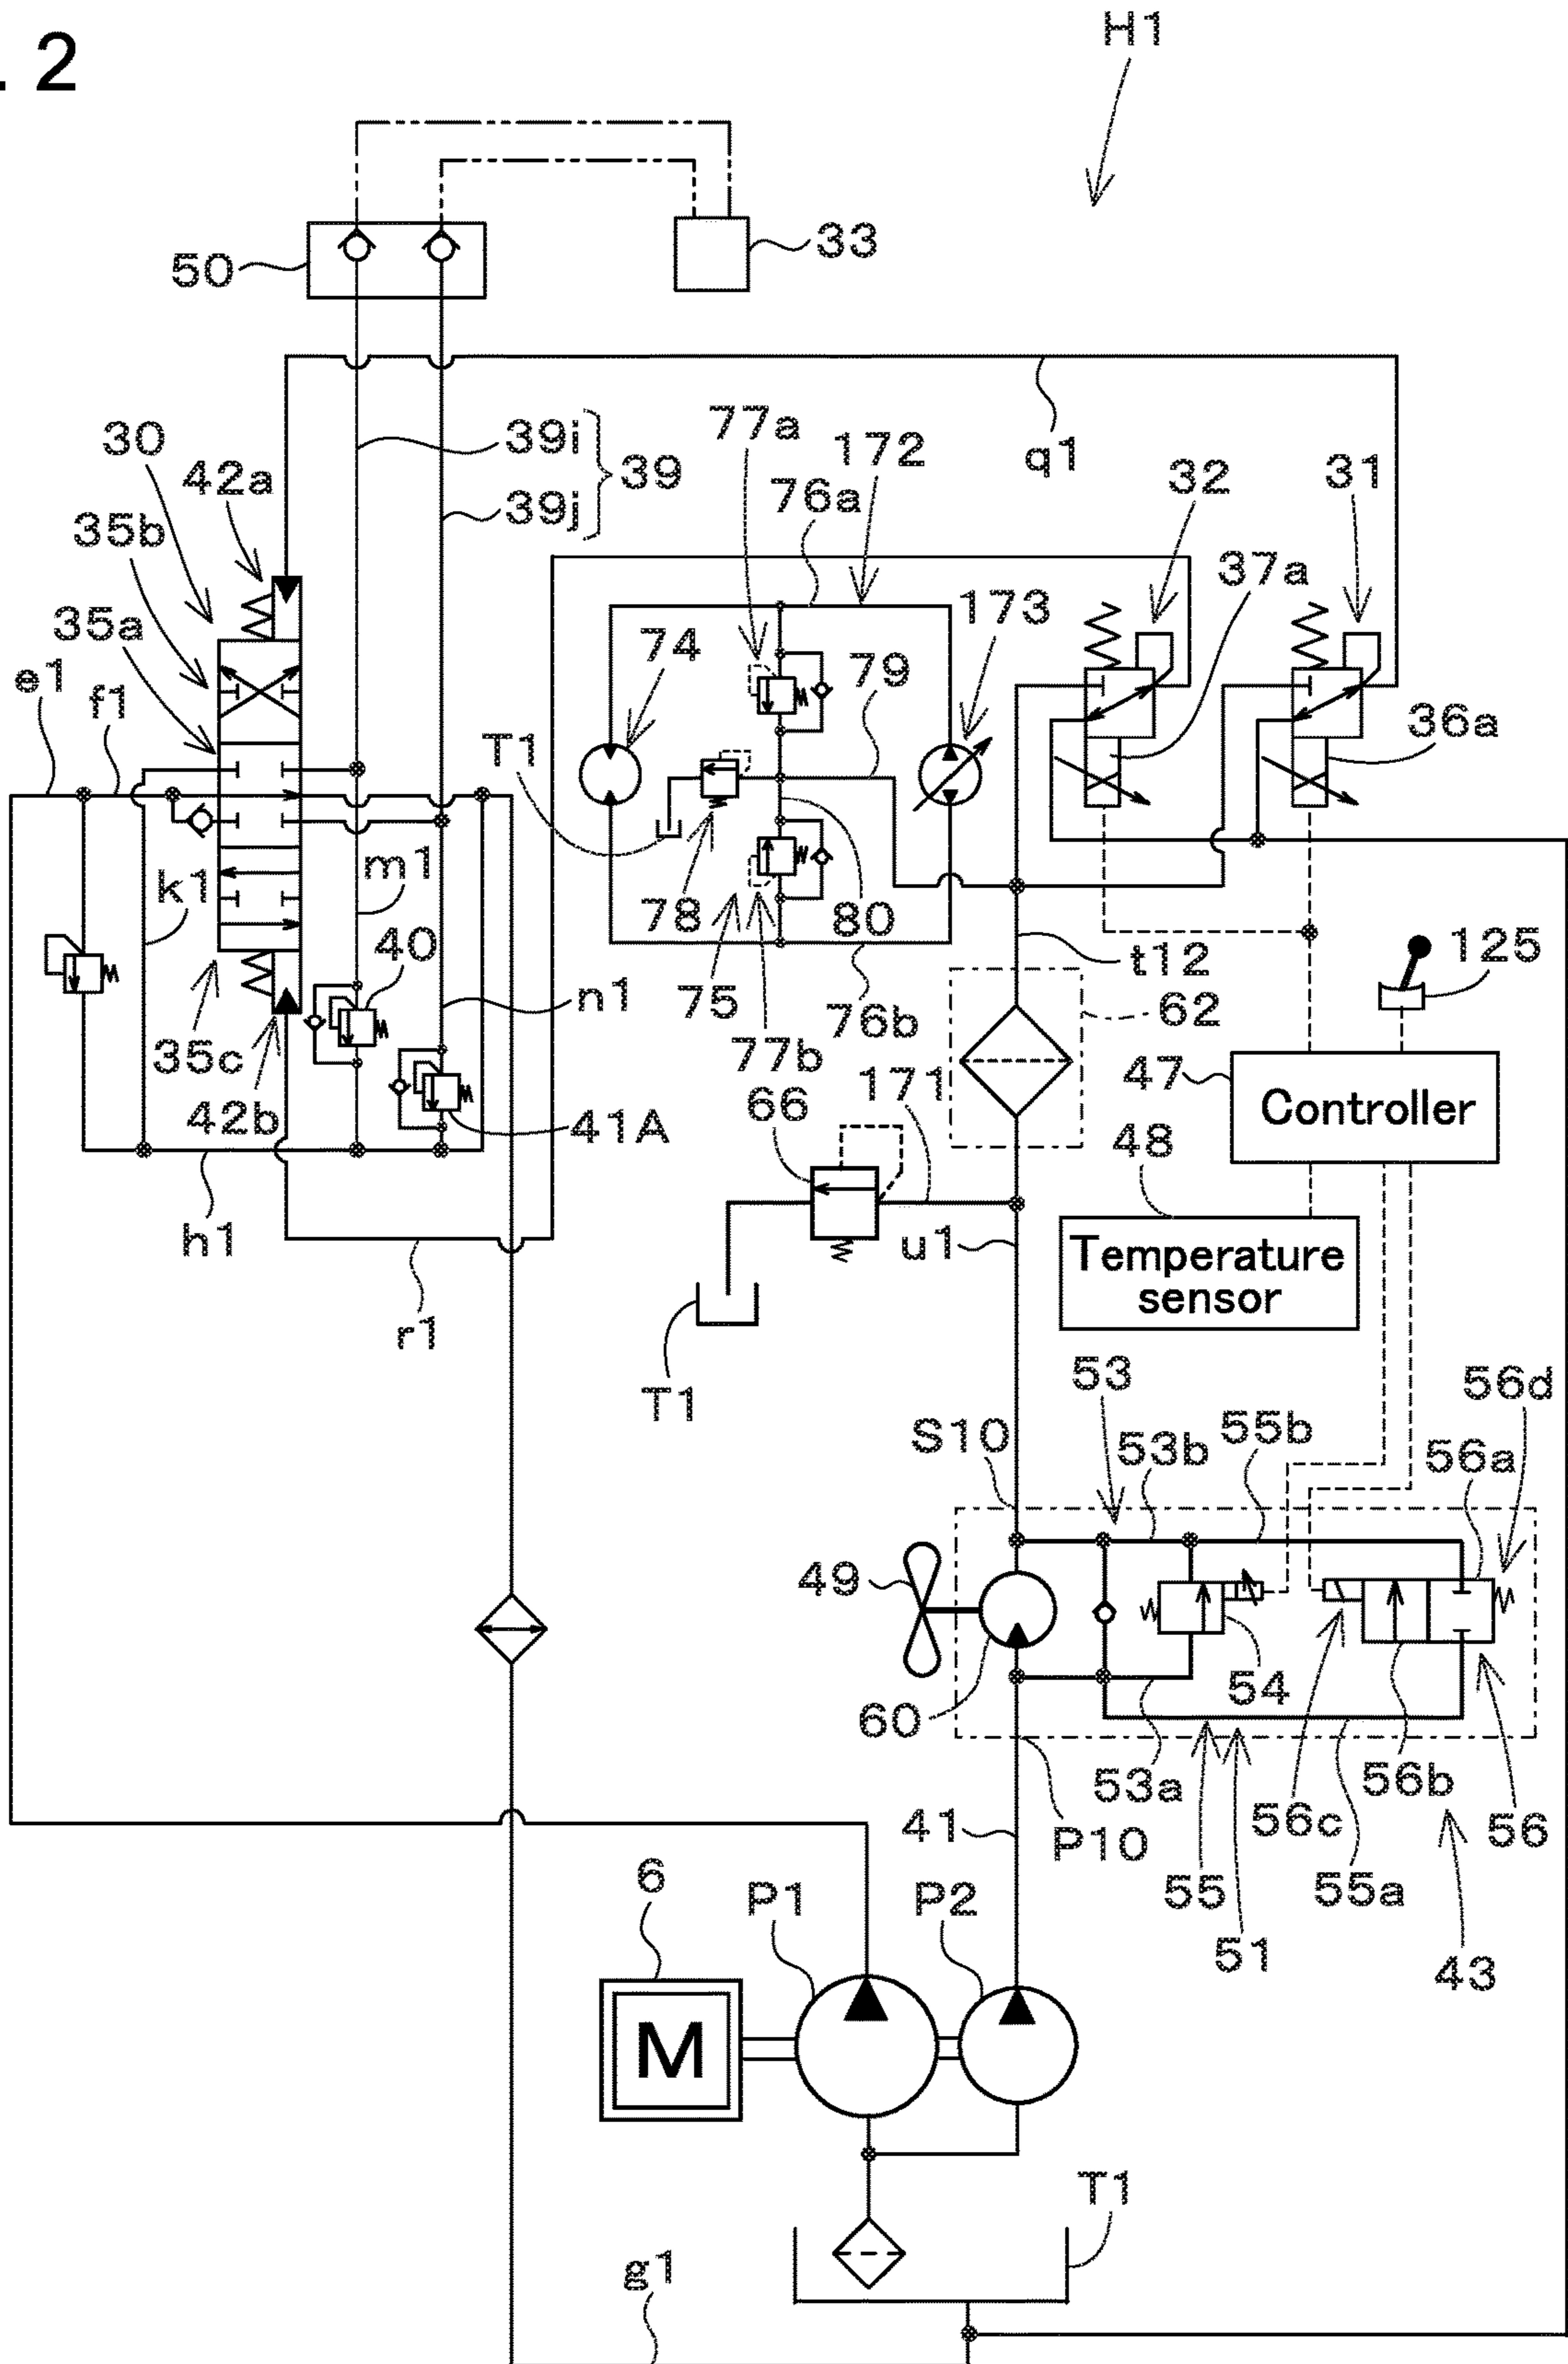 . 2
H1
50
33
q1
30
42a
39i
39j
39
77a
172
76a
32
31
35b
35a
37a
173
74
79
e1
f1
T1
36a
k1
m1
40
78
80
t12
125
n1
75
76b
62
35c
77b
47
Controller
42b
41A
66
171
48
h1
u1
Temperature
sensor
r1
T1
53
56d
S10
53b
55b
56a
49
54
60
53a
56b
56c
56
41
P10
55
55a
6
P1
P2
51
43
M
T1
g1